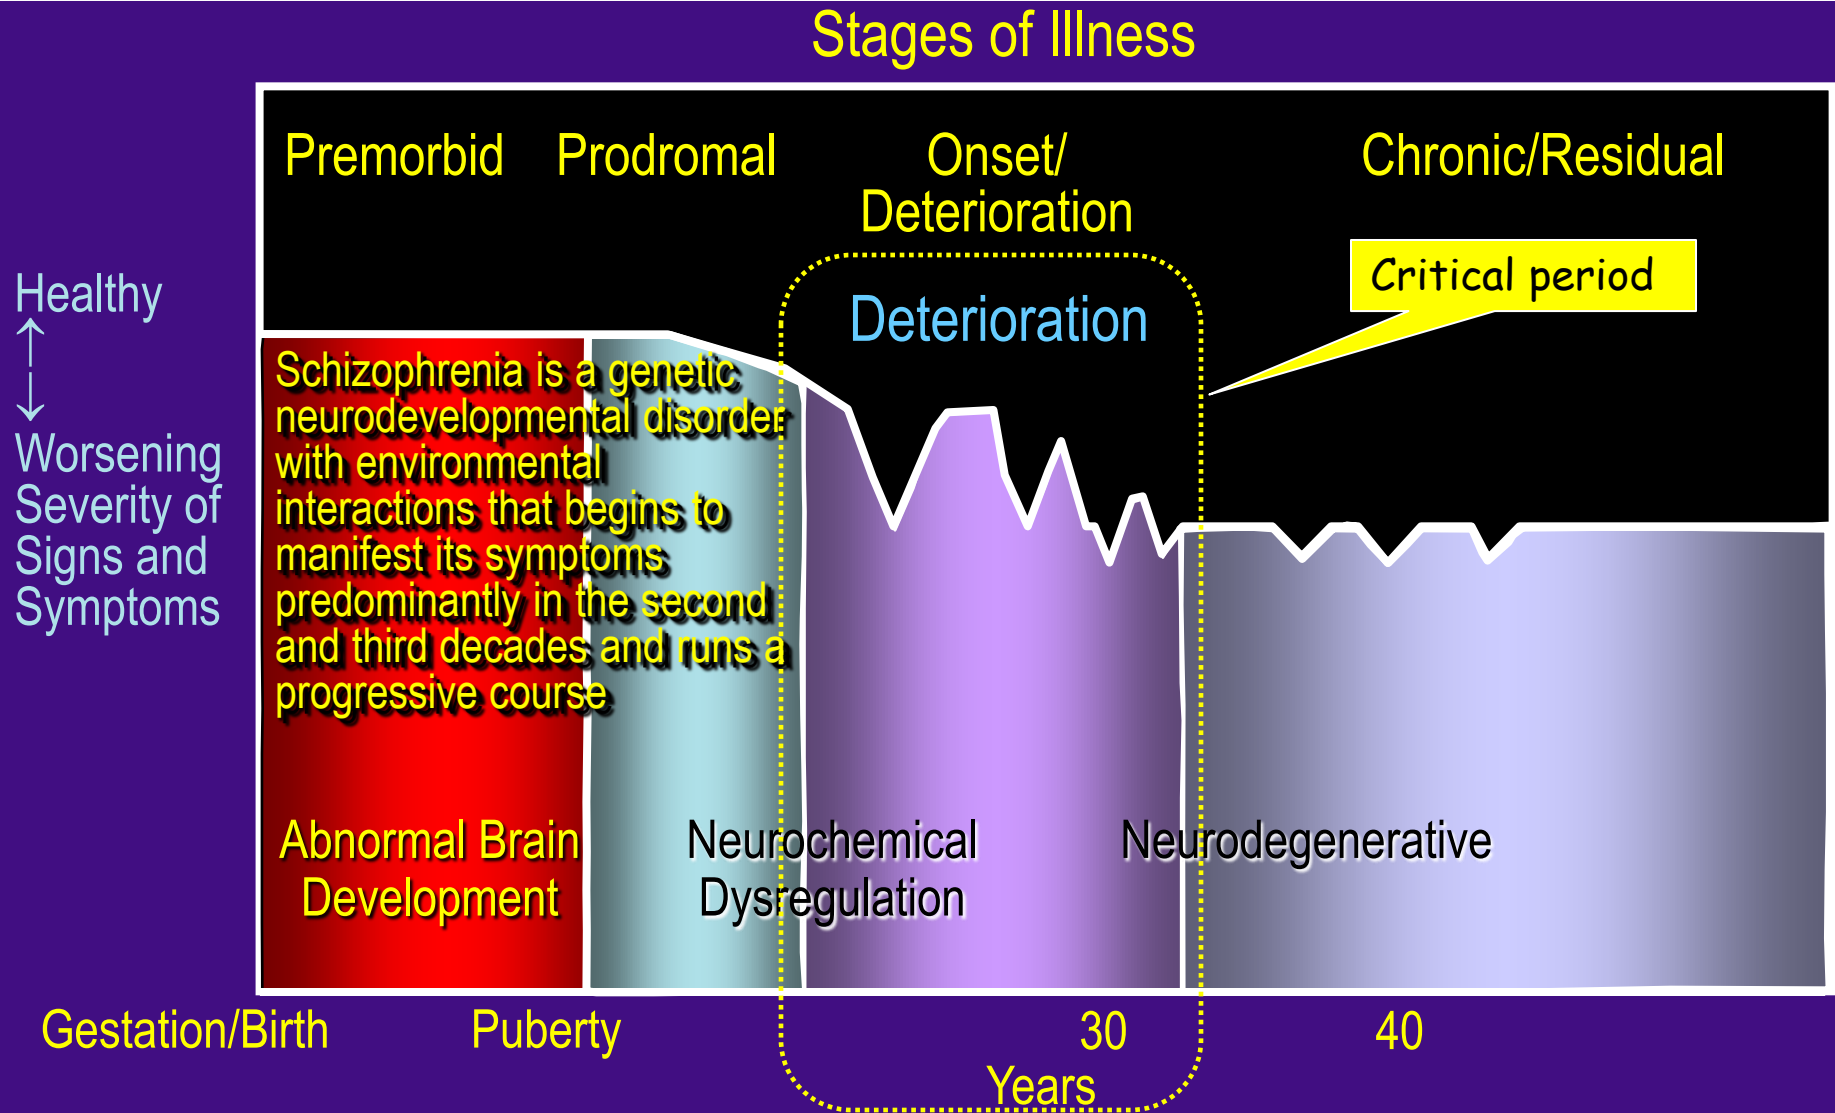 Stages of Illness
Premorbid
Prodromal
Onset/
Deterioration
Chronic/Residual
Critical period
Deterioration
Healthy
Worsening
Severity of
Signs and
Symptoms
Schizophrenia is a genetic
neurodevelopmental disorder
with environmental
interactions that begins to
manifest its symptoms
predominantly in the second
and third decades and runs a
progressive course
Abnormal Brain
Development
Neurochemical
Dysregulation
Neurodegenerative
Gestation/Birth
Puberty
30
40
Years